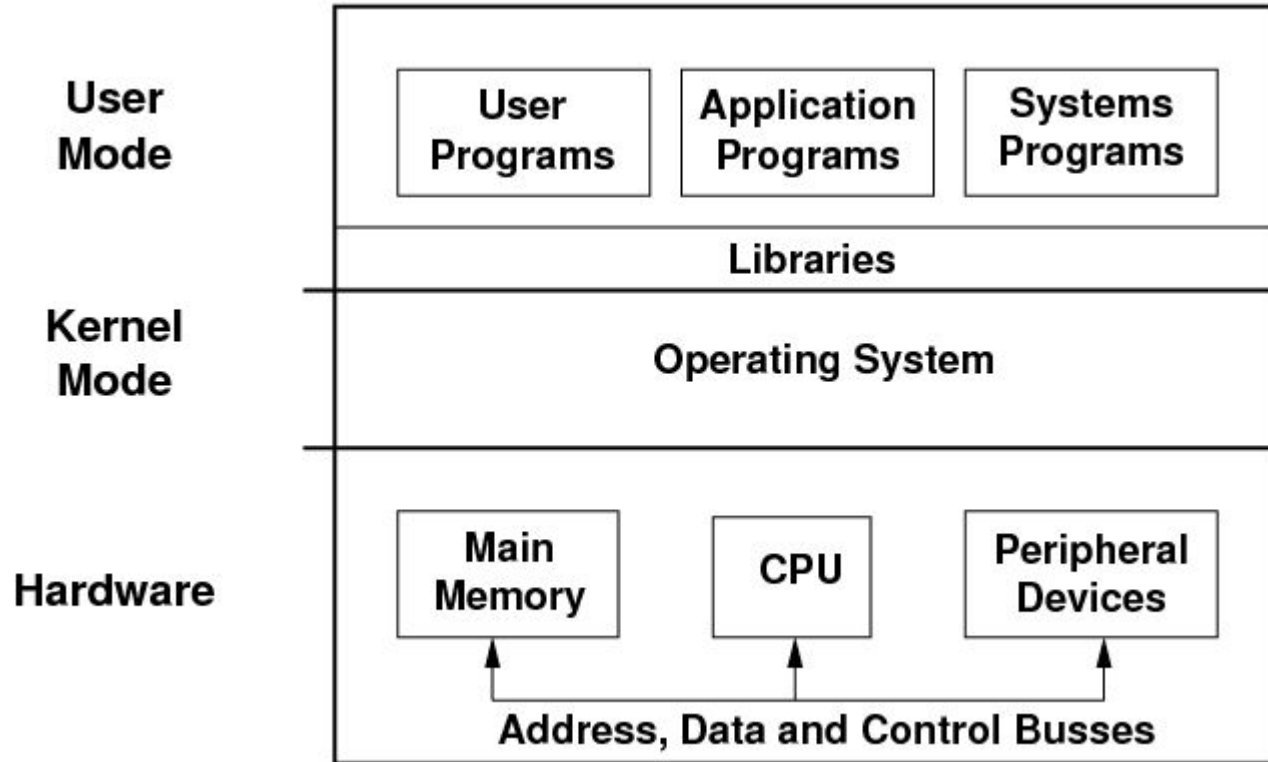 User
Mode
User
Programs
Application
Programs
Systems
Programs
Libraries
Kernel
Mode
Operating System
Hardware
Main
Memory
CPU
Peripheral
Devices
Address, Data and Control Busses